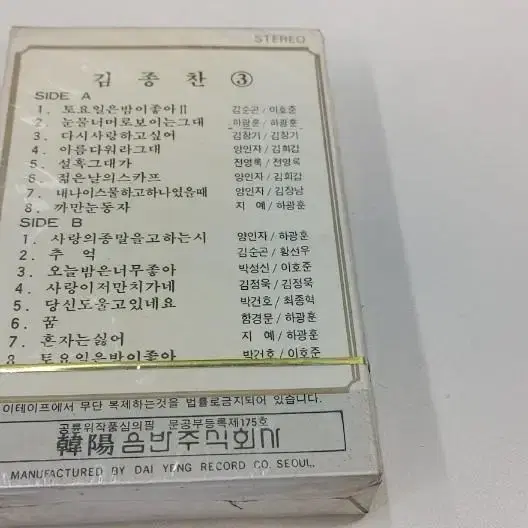 STEREO
김종찬 ③
SIDE A
1. 토요일은밤이좋아Ⅱ 김순곤/이호준
2. 눈물너머로보이는그대 하광훈/하광훈
3. 다시사랑하고싶어 김창기/김창기
4. 아름다워라그대 양인자/김희갑
5. 설혹그대가 전영록/전영록
6. 젊은날의스카프 양인자/김희갑
7. 내나이스물하고하나였을때 양인자/김장남
8. 까만눈동자 지예/하광훈
SIDE B
1. 사랑의종말을고하는시 양인자/하광훈
2. 추억 김순곤/황선우
3. 오늘밤은너무좋아 박성신/이호준
4. 사랑이저만치가네 김정욱/김정욱
5. 당신도울고있네요 박건호/최종혁
6. 꿈 함경문/하광훈
7. 혼자는싫어 지예/하광훈
8. 토요일은밤이좋아 박건호/이호준
이테이프에서 무단 복제하는것을 법률로금지되어 있습니다.
공륜위작품심의필 문공부등록제175호
韓陽 음반주식회사
MANUFACTURED BY DAI YENG RECORD CO. SEOUL.